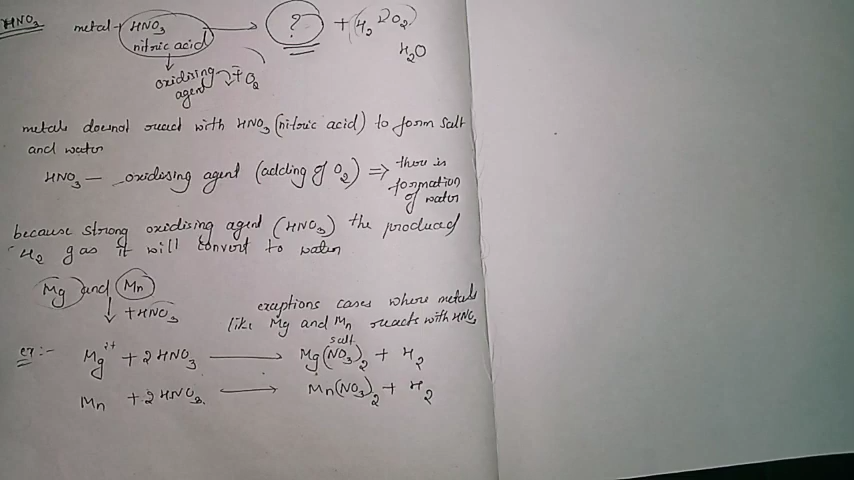 HNO₃
metal + HNO₃ ⟶ ? + H₂ O₂
nitric acid H₂O
oxidising + O₂
agent
metals doesnot react with HNO₃ (nitric acid) to form salt
and water
HNO₃ — oxidising agent (adding of O₂) ⟹ there is
formation
of water
because strong oxidising agent (HNO₃) the produced
H₂ gas it will convert to water
Mg and Mn
+HNO₃
exceptions cases where metals
like Mg and Mn reacts with HNO₃
salt
ex:- Mg + 2HNO₃ ⟶ Mg(NO₃)₂ + H₂
Mn + 2HNO₃ ⟶ Mn(NO₃)₂ + H₂